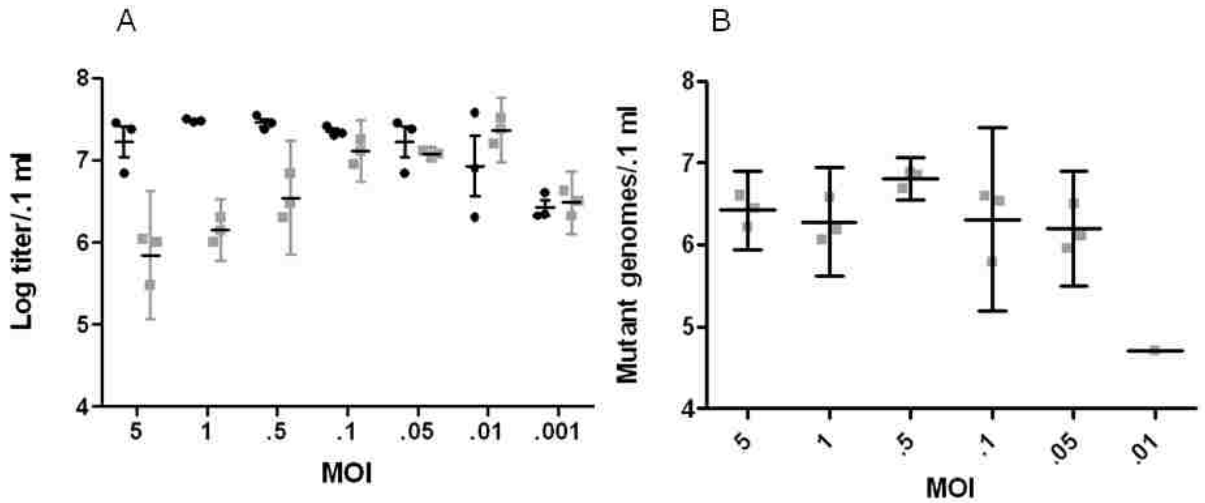 A
Log titer/.1 ml
8
7
6
5
4
5 1 .5 .1 .05 .01 .001
MOI
B
Mutant genomes/.1 ml
8
7
6
5
4
5 1 .5 .1 .05 .01
MOI